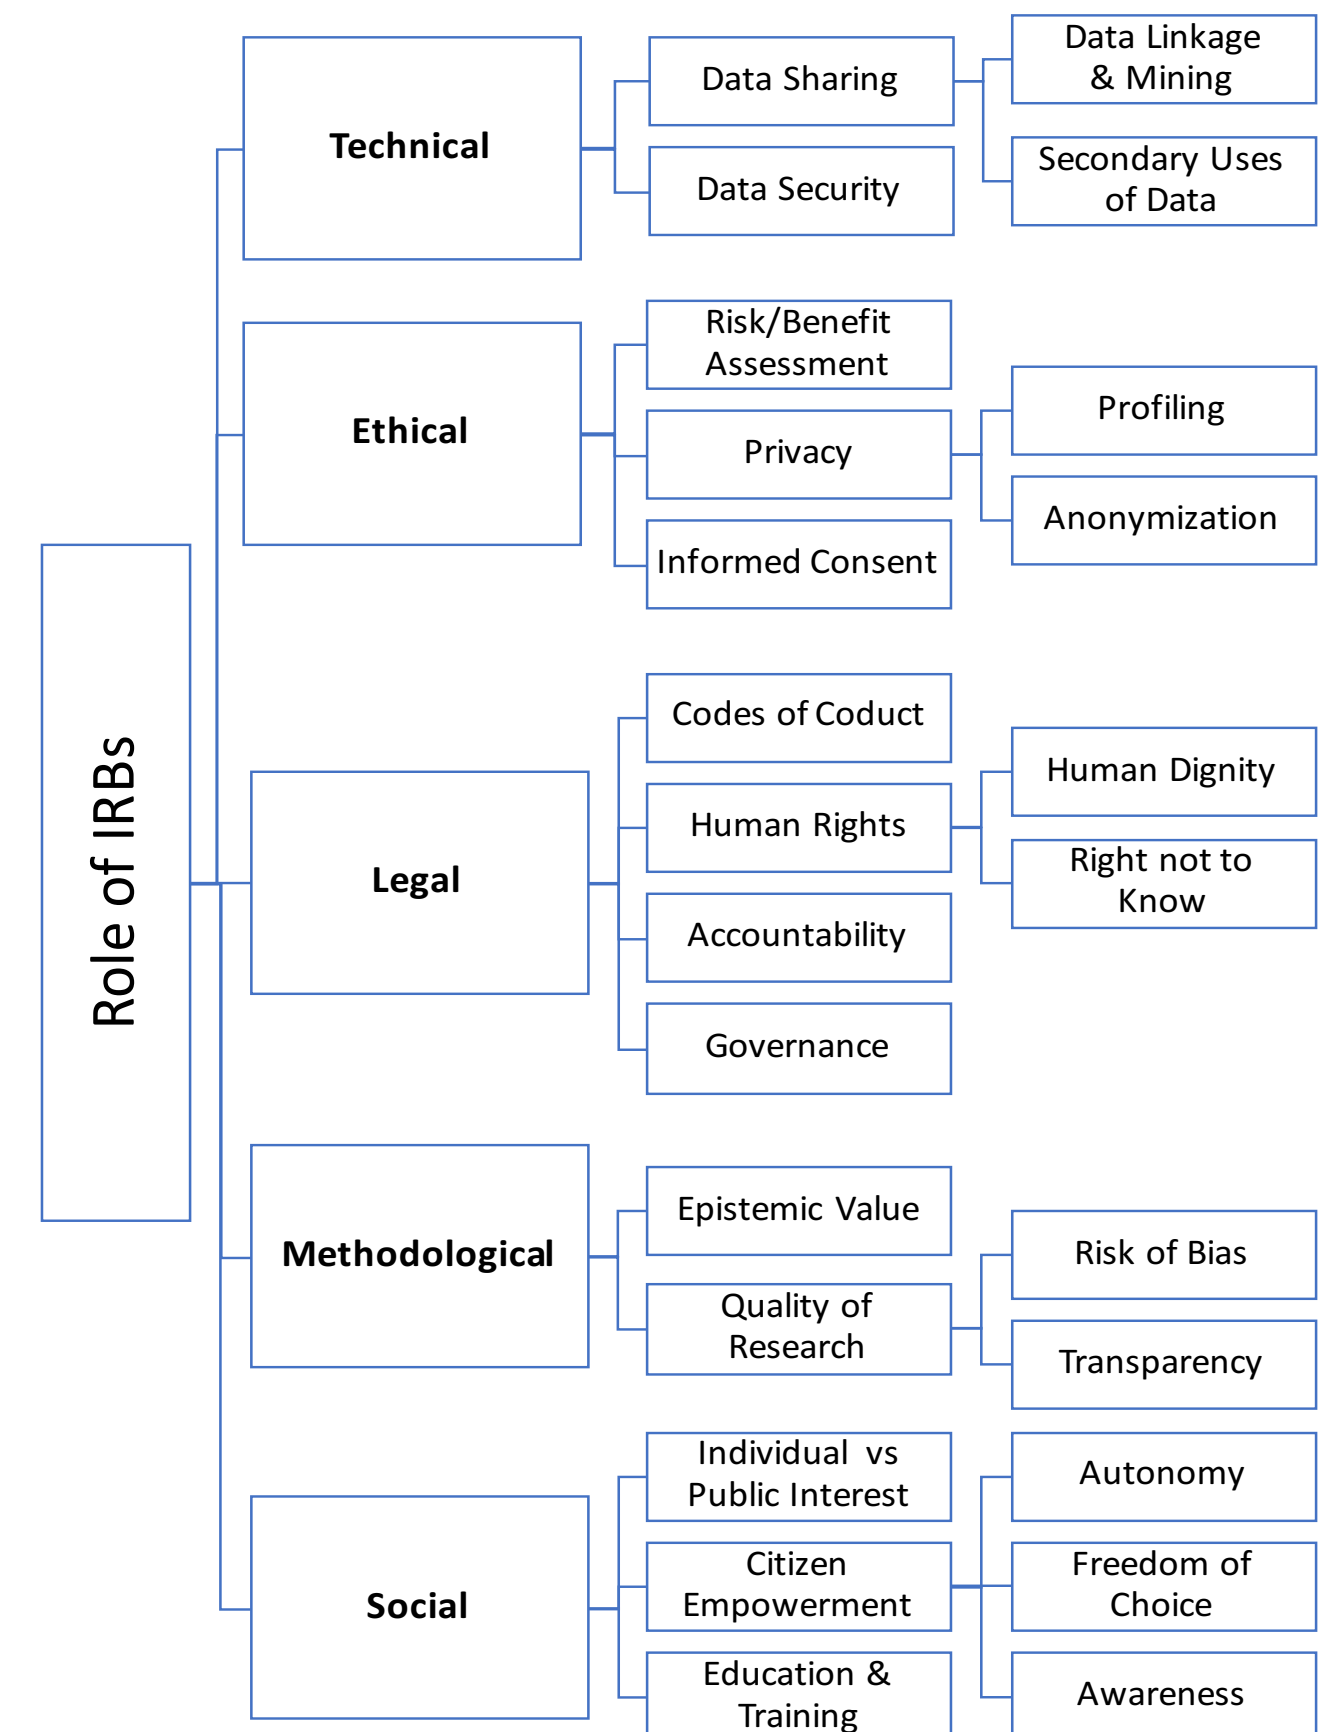 Role of IRBs
Technical
Data Sharing
Data Linkage
& Mining
Secondary Uses
of Data
Data Security
Ethical
Risk/Benefit
Assessment
Privacy
Profiling
Anonymization
Informed Consent
Legal
Codes of Coduct
Human Rights
Human Dignity
Right not to
Know
Accountability
Governance
Methodological
Epistemic Value
Quality of
Research
Risk of Bias
Transparency
Social
Individual vs
Public Interest
Citizen
Empowerment
Autonomy
Freedom of
Choice
Awareness
Education &
Training